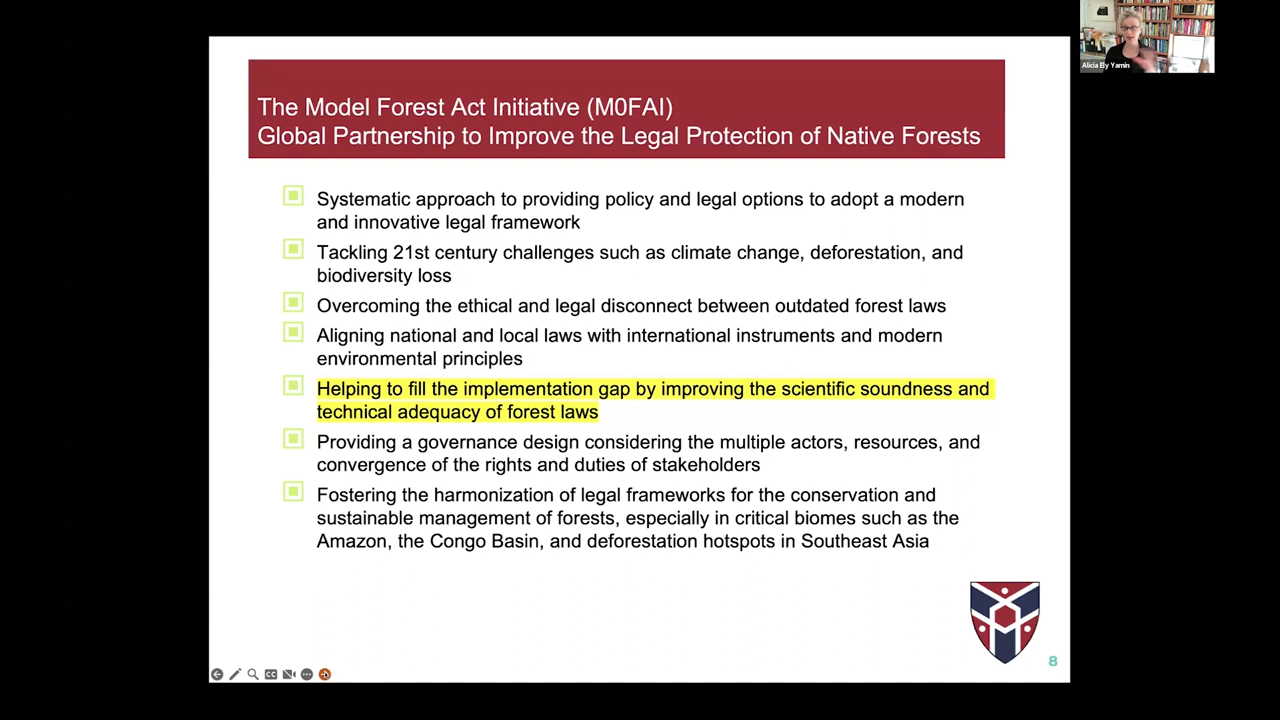 Alicia Ely Yamin
The Model Forest Act Initiative (M0FAI)
Global Partnership to Improve the Legal Protection of Native Forests
Systematic approach to providing policy and legal options to adopt a modern
and innovative legal framework
Tackling 21st century challenges such as climate change, deforestation, and
biodiversity loss
Overcoming the ethical and legal disconnect between outdated forest laws
Aligning national and local laws with international instruments and modern
environmental principles
Helping to fill the implementation gap by improving the scientific soundness and
technical adequacy of forest laws
Providing a governance design considering the multiple actors, resources, and
convergence of the rights and duties of stakeholders
Fostering the harmonization of legal frameworks for the conservation and
sustainable management of forests, especially in critical biomes such as the
Amazon, the Congo Basin, and deforestation hotspots in Southeast Asia
8
CC